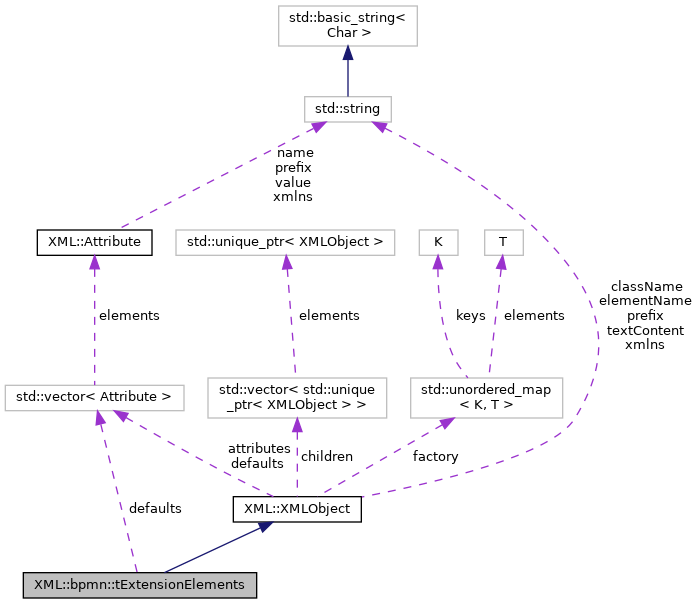 std::basic_string<
Char >
std::string
name
prefix
value
xmlns
XML::Attribute
std::unique_ptr< XMLObject >
K
T
className
elementName
prefix
textContent
xmlns
elements
elements
keys
elements
std::vector< Attribute >
std::vector< std::unique
_ptr< XMLObject > >
std::unordered_map
< K, T >
attributes
defaults
children
factory
defaults
XML::XMLObject
XML::bpmn::tExtensionElements